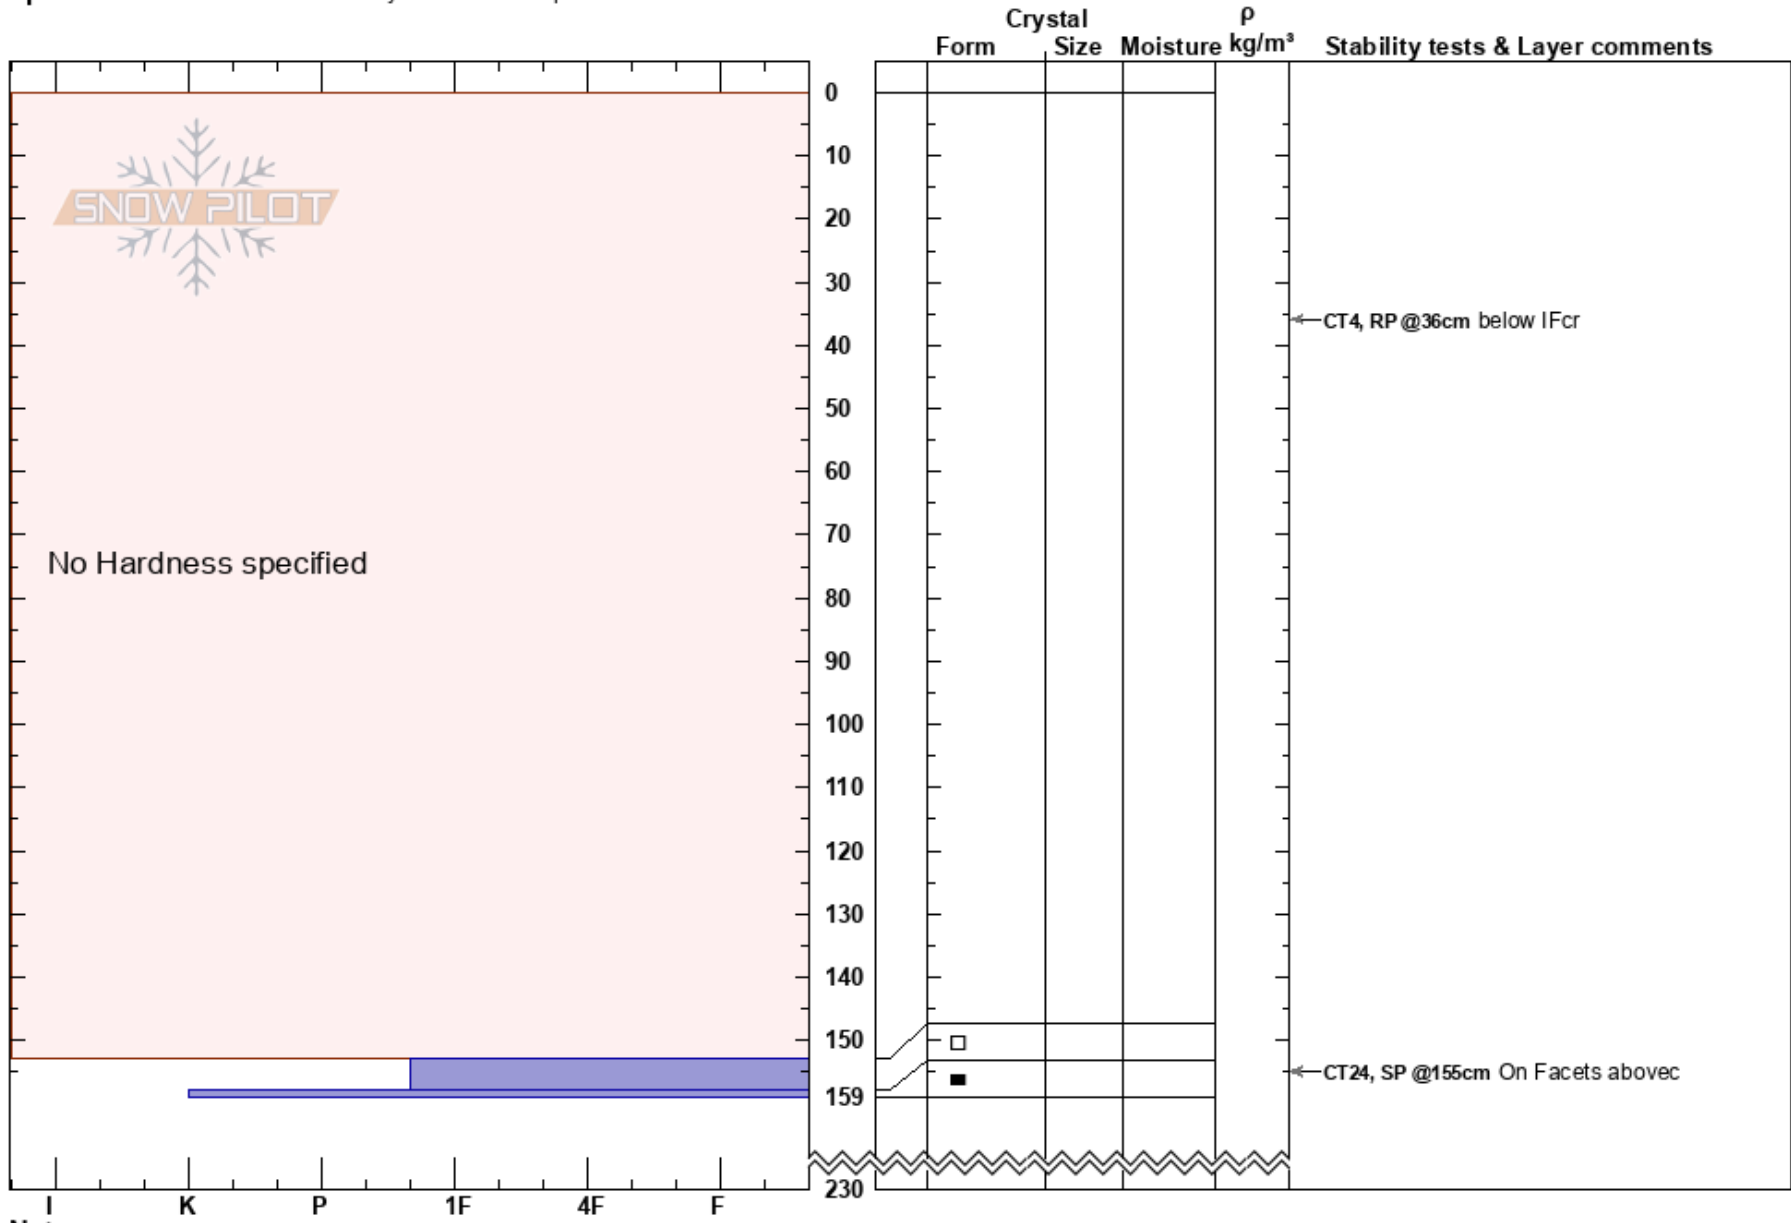 Crystal
ρ
Form Size Moisture kg/m³ Stability tests & Layer comments
0
10
SNOW PILOT
20
30
CT4, RP @36cm below IFcr
40
50
60
70
No Hardness specified
80
90
100
110
120
130
140
150
CT24, SP @155cm On Facets abovec
159
230
I K P 1F 4F F